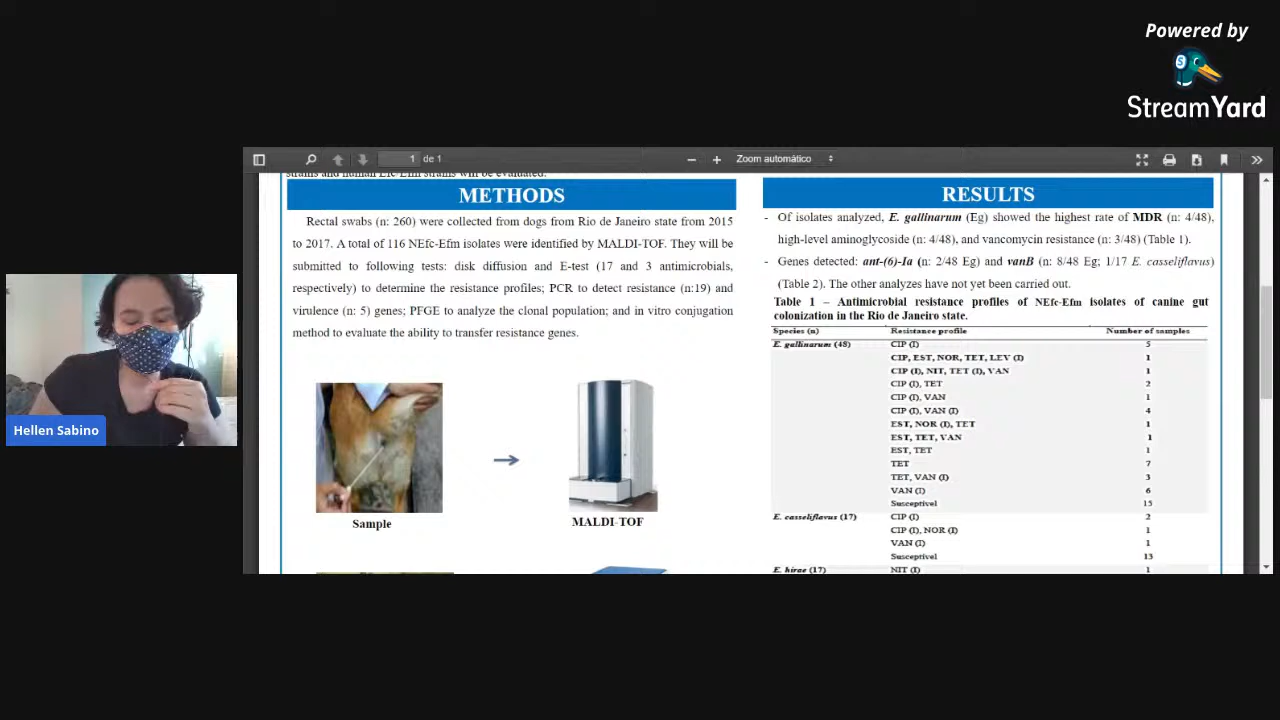 Powered by
StreamYard
1 de 1
Zoom automático
strains and human Efc/Efm strains will be evaluated.
METHODS
Rectal swabs (n: 260) were collected from dogs from Rio de Janeiro state from 2015
to 2017. A total of 116 NEfc-Efm isolates were identified by MALDI-TOF. They will be
submitted to following tests: disk diffusion and E-test (17 and 3 antimicrobials,
respectively) to determine the resistance profiles; PCR to detect resistance (n:19) and
virulence (n: 5) genes; PFGE to analyze the clonal population; and in vitro conjugation
method to evaluate the ability to transfer resistance genes.
Sample
MALDI-TOF
RESULTS
- Of isolates analyzed, E. gallinarum (Eg) showed the highest rate of MDR (n: 4/48),
high-level aminoglycoside (n: 4/48), and vancomycin resistance (n: 3/48) (Table 1).
- Genes detected: ant-(6)-Ia (n: 2/48 Eg) and vanB (n: 8/48 Eg; 1/17 E. casseliflavus)
(Table 2). The other analyzes have not yet been carried out.
Table 1 – Antimicrobial resistance profiles of NEfc-Efm isolates of canine gut
colonization in the Rio de Janeiro state.
Species (n) Resistance profile Number of samples
E. gallinarum (48) CIP (I) 5
CIP, EST, NOR, TET, LEV (I) 1
CIP (I), NIT, TET (I), VAN 1
CIP (I), TET 2
CIP (I), VAN 1
CIP (I), VAN (I) 4
EST, NOR (I), TET 1
EST, TET, VAN 1
EST, TET 1
TET 7
TET, VAN (I) 3
VAN (I) 6
Susceptível 15
E. casseliflavus (17) CIP (I) 2
CIP (I), NOR (I) 1
VAN (I) 1
Susceptível 13
E. hirae (17) NIT (I) 1
Hellen Sabino